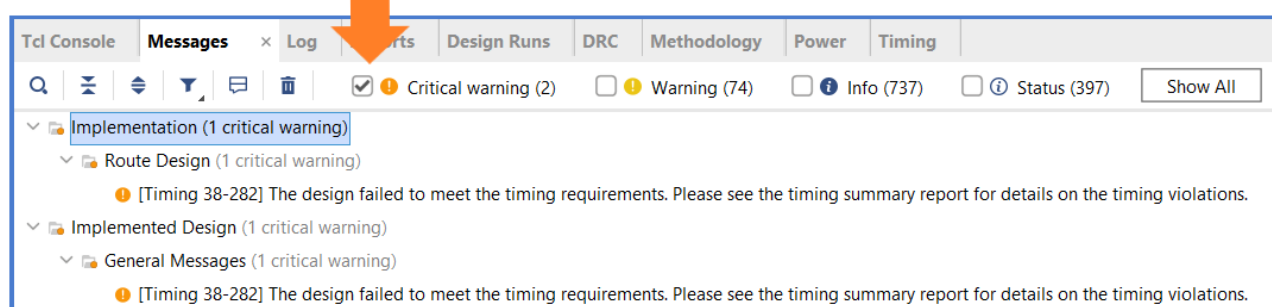 Tcl Console Messages × Log Design Runs DRC Methodology Power Timing
Critical warning (2) Warning (74) Info (737) Status (397) Show All
Implementation (1 critical warning)
Route Design (1 critical warning)
[Timing 38-282] The design failed to meet the timing requirements. Please see the timing summary report for details on the timing violations.
Implemented Design (1 critical warning)
General Messages (1 critical warning)
[Timing 38-282] The design failed to meet the timing requirements. Please see the timing summary report for details on the timing violations.